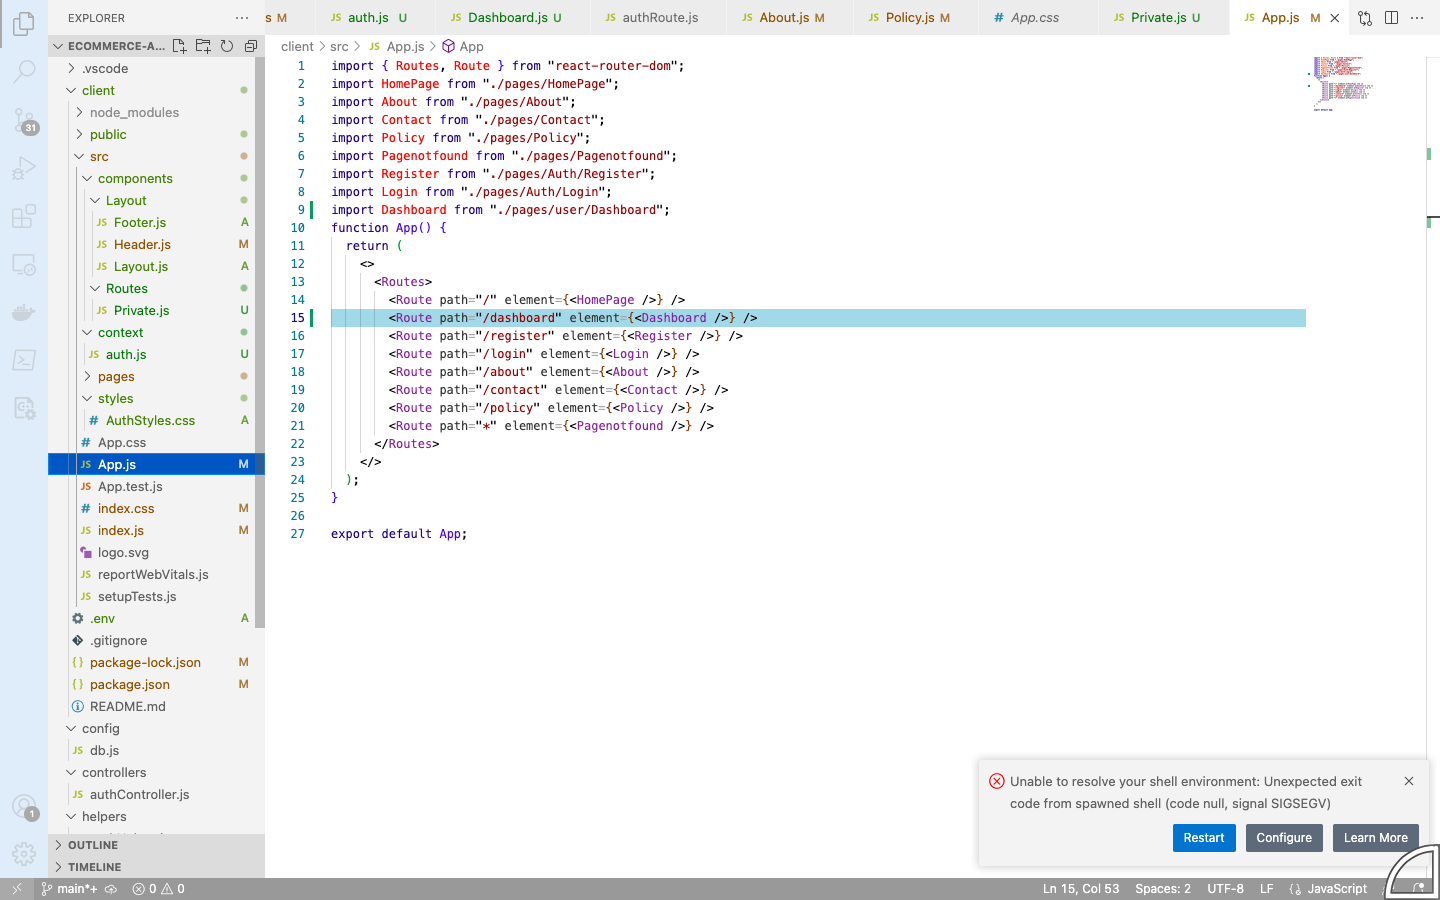 EXPLORER
s M
JS auth.js U
JS Dashboard.js U
JS authRoute.js
JS About.js M
JS Policy.js M
# App.css
JS Private.js U
JS App.js M
ECOMMERCE-A...
client > src > JS App.js > App
.vscode
client
node_modules
public
src
components
Layout
JS Footer.js A
JS Header.js M
JS Layout.js A
Routes
JS Private.js U
context
JS auth.js U
pages
styles
# AuthStyles.css A
# App.css
JS App.js M
JS App.test.js
# index.css M
JS index.js M
logo.svg
JS reportWebVitals.js
JS setupTests.js
.env A
.gitignore
{} package-lock.json M
{} package.json M
README.md
config
JS db.js
controllers
JS authController.js
helpers
OUTLINE
TIMELINE
31
1
1 import { Routes, Route } from "react-router-dom";
2 import HomePage from "./pages/HomePage";
3 import About from "./pages/About";
4 import Contact from "./pages/Contact";
5 import Policy from "./pages/Policy";
6 import Pagenotfound from "./pages/Pagenotfound";
7 import Register from "./pages/Auth/Register";
8 import Login from "./pages/Auth/Login";
9 import Dashboard from "./pages/user/Dashboard";
10 function App() {
11 return (
12 <>
13 <Routes>
14 <Route path="/" element={<HomePage />} />
15 <Route path="/dashboard" element={<Dashboard />} />
16 <Route path="/register" element={<Register />} />
17 <Route path="/login" element={<Login />} />
18 <Route path="/about" element={<About />} />
19 <Route path="/contact" element={<Contact />} />
20 <Route path="/policy" element={<Policy />} />
21 <Route path="*" element={<Pagenotfound />} />
22 </Routes>
23 </>
24 );
25 }
26
27 export default App;
Unable to resolve your shell environment: Unexpected exit
code from spawned shell (code null, signal SIGSEGV)
Restart
Configure
Learn More
main*+
0 0
Ln 15, Col 53
Spaces: 2
UTF-8
LF
{} JavaScript